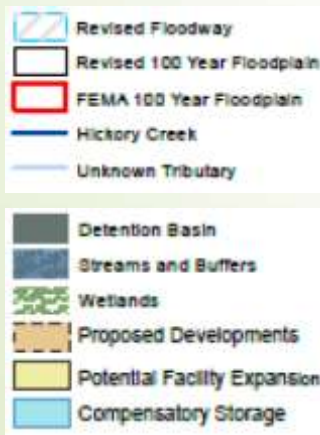 Revised Floodway
Revised 100 Year Floodplain
FEMA 100 Year Floodplain
Hickory Creek
Unknown Tributary
Detention Basin
Streams and Buffers
Wetlands
Proposed Developments
Potential Facility Expansion
Compensatory Storage